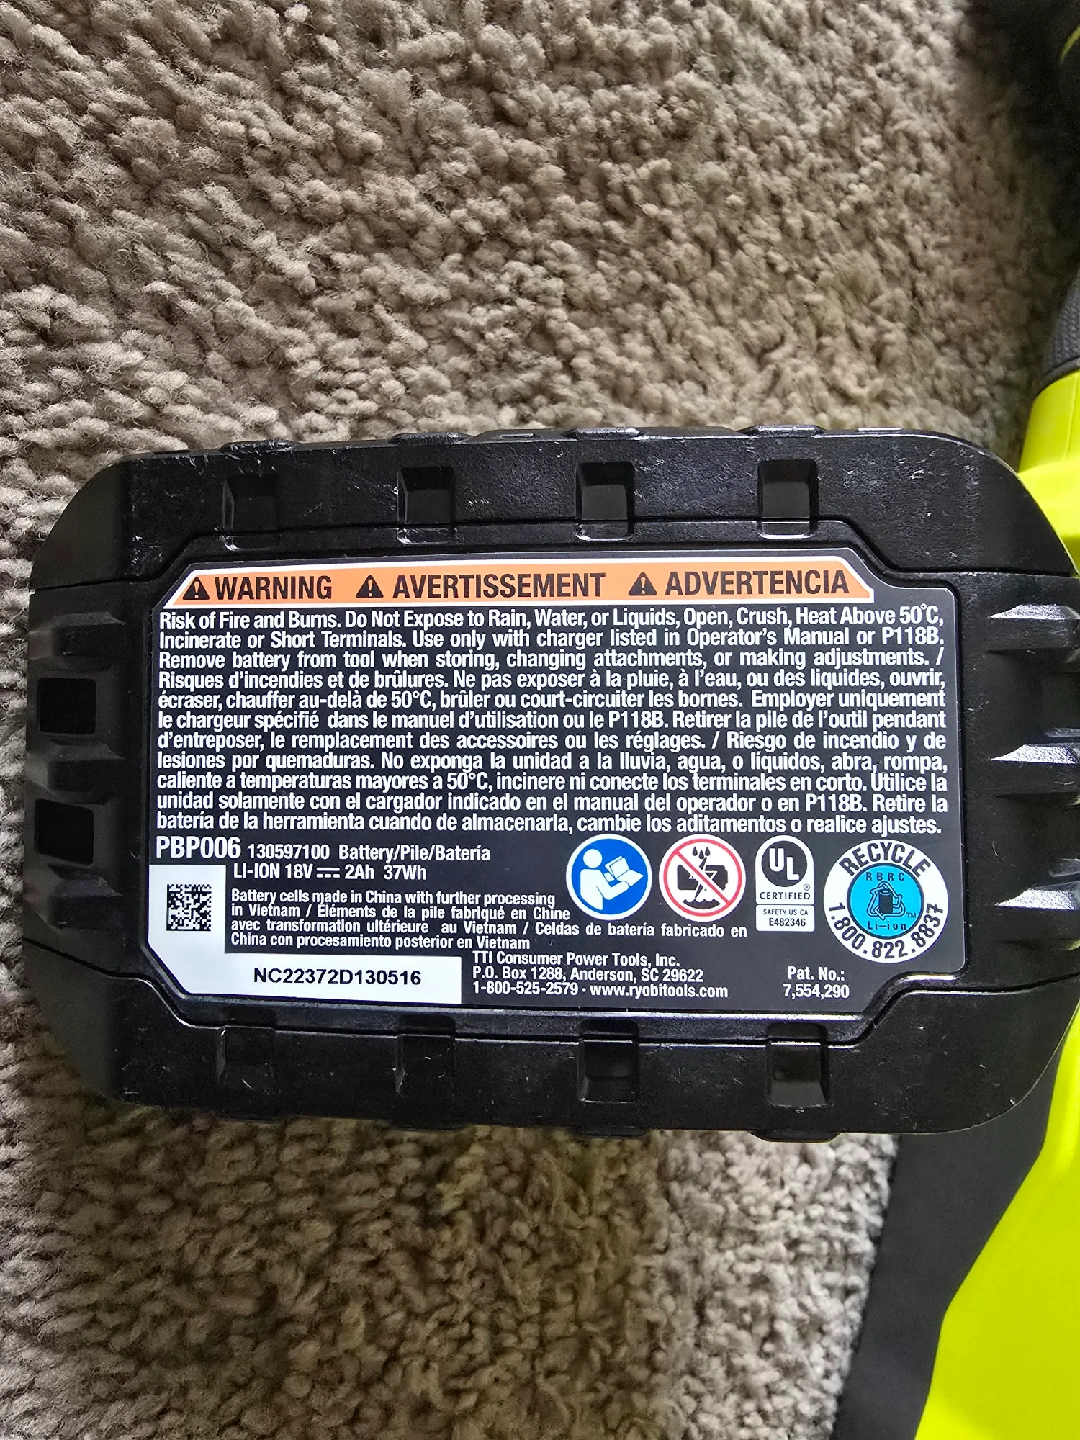 WARNING AVERTISSEMENT ADVERTENCIA
Risk of Fire and Burns. Do Not Expose to Rain, Water, or Liquids, Open, Crush, Heat Above 50°C,
Incinerate or Short Terminals. Use only with charger listed in Operator's Manual or P118B.
Remove battery from tool when storing, changing attachments, or making adjustments. /
Risques d'incendies et de brûlures. Ne pas exposer à la pluie, à l'eau, ou des liquides, ouvrir,
écraser, chauffer au-delà de 50°C, brûler ou court-circuiter les bornes. Employer uniquement
le chargeur spécifié dans le manuel d'utilisation ou le P118B. Retirer la pile de l'outil pendant
d'entreposer, le remplacement des accessoires ou les réglages. / Riesgo de incendio y de
lesiones por quemaduras. No exponga la unidad a la lluvia, agua, o liquidos, abra, rompa,
caliente a temperaturas mayores a 50°C, incinere ni conecte los terminales en corto. Utilice la
unidad solamente con el cargador indicado en el manual del operador o en P118B. Retire la
batería de la herramienta cuando de almacenarla, cambie los aditamentos o realice ajustes.
PBP006 130597100 Battery/Pile/Batería
LI-ION 18V ⎓ 2Ah 37Wh
Battery cells made in China with further processing
in Vietnam / Éléments de la pile fabriqué en Chine
avec transformation ultérieure au Vietnam / Celdas de batería fabricado en
China con procesamiento posterior en Vietnam
NC22372D130516
TTI Consumer Power Tools, Inc.
P.O. Box 1288, Anderson, SC 29622
1-800-525-2579 · www.ryobitools.com
Pat. No.:
7,554,290
UL
CERTIFIED
SAFETY US CA
E482346
RECYCLE
RBRC
Li-ion
TM
1.800.822.8837